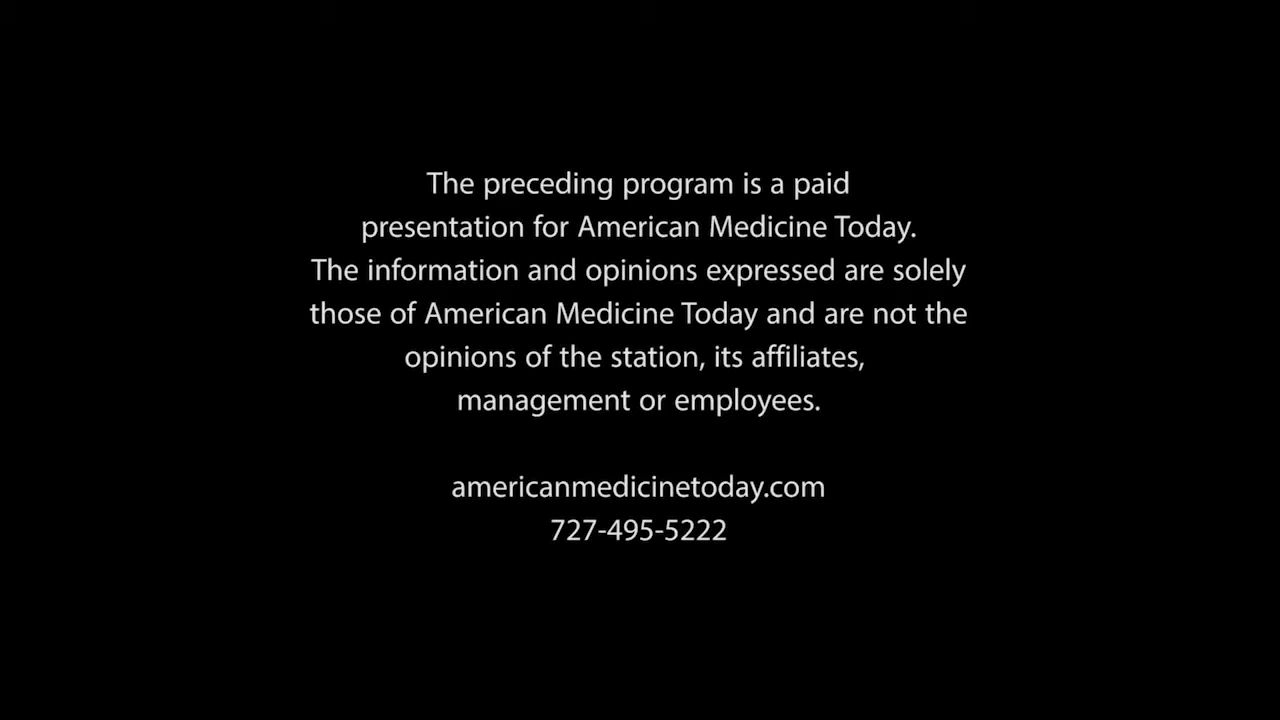 The preceding program is a paid
presentation for American Medicine Today.
The information and opinions expressed are solely
those of American Medicine Today and are not the
opinions of the station, its affiliates,
management or employees.
americanmedicinetoday.com
727-495-5222